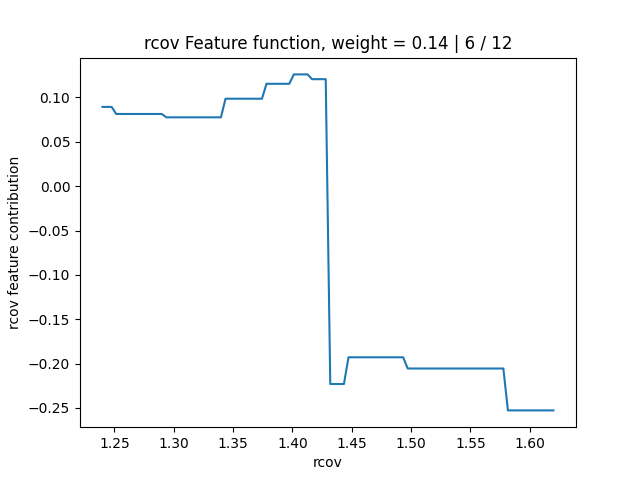 rcov Feature function, weight = 0.14 | 6 / 12
rcov feature contribution
0.10
0.05
0.00
−0.05
−0.10
−0.15
−0.20
−0.25
1.25 1.30 1.35 1.40 1.45 1.50 1.55 1.60
rcov